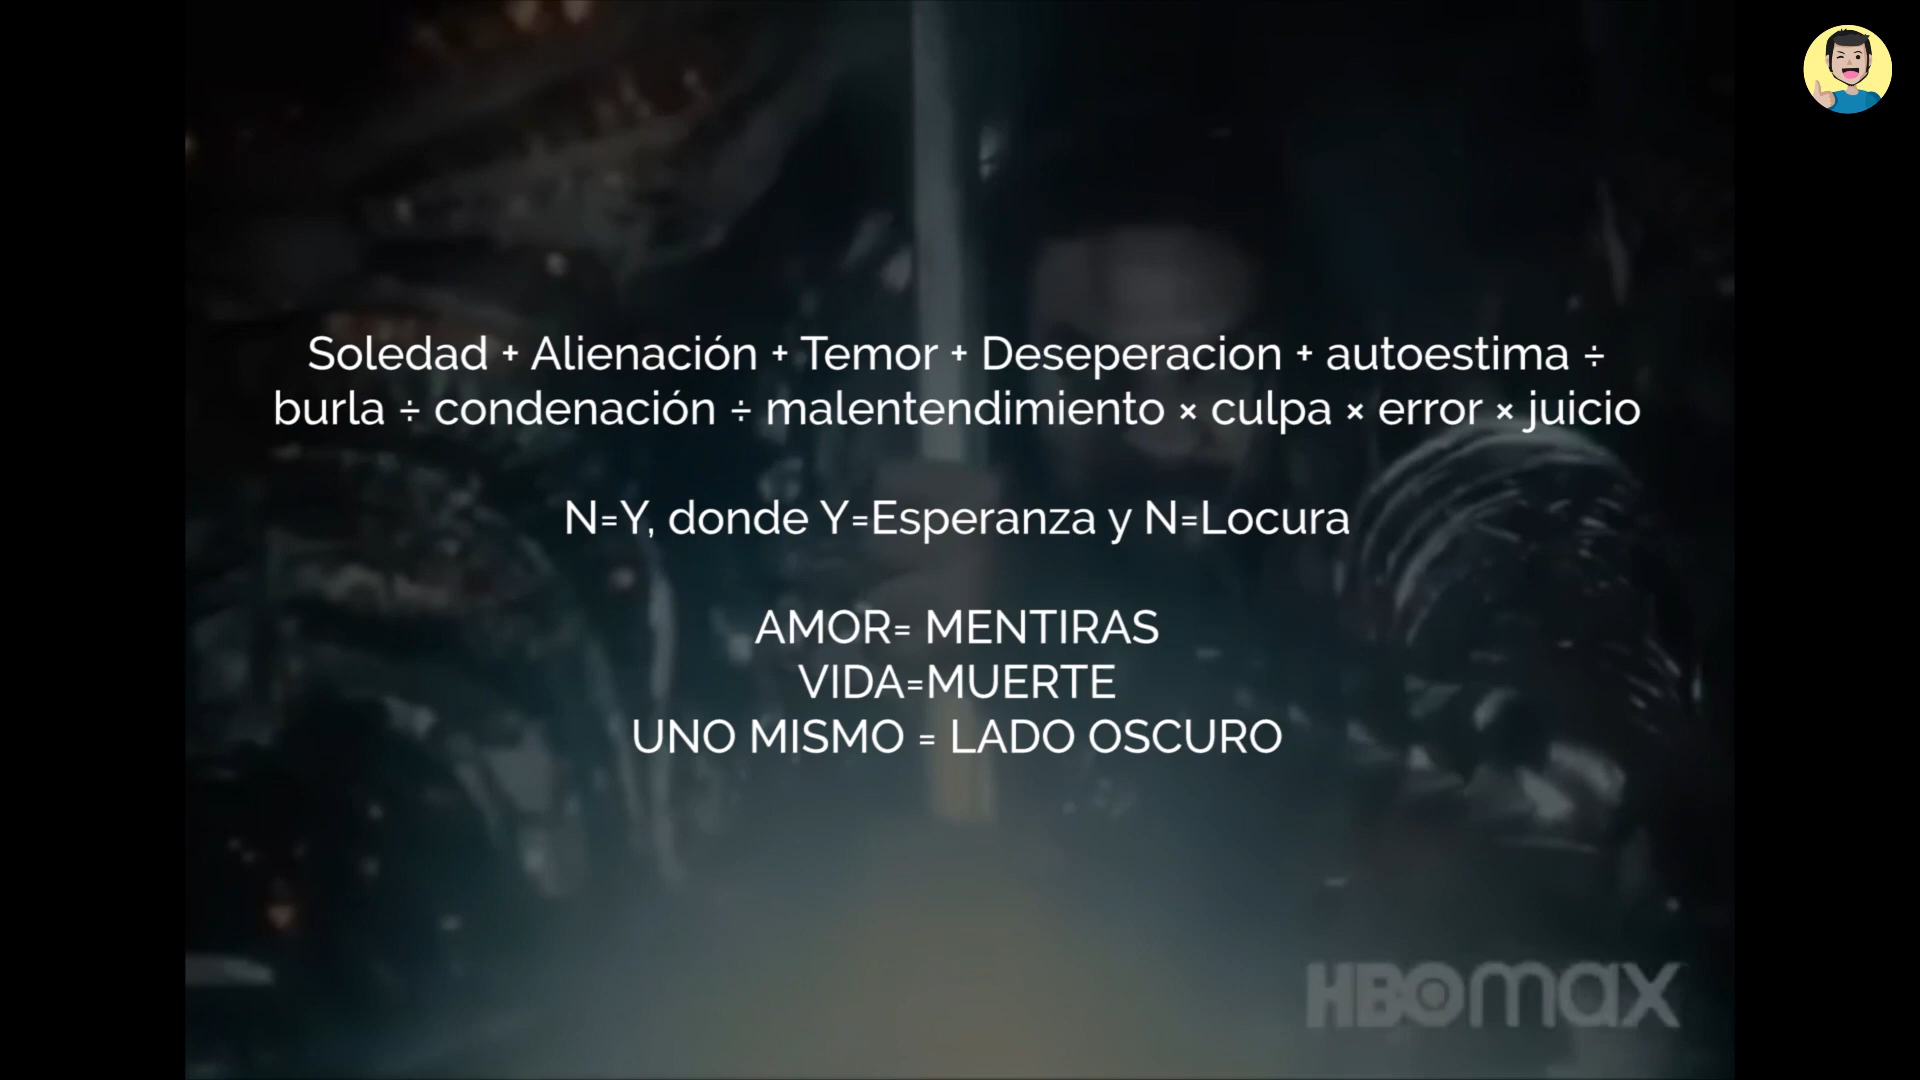 Soledad + Alienación + Temor + Deseperacion + autoestima ÷
burla ÷ condenación ÷ malentendimiento × culpa × error × juicio
N=Y, donde Y=Esperanza y N=Locura
AMOR= MENTIRAS
VIDA=MUERTE
UNO MISMO = LADO OSCURO
HBOmax